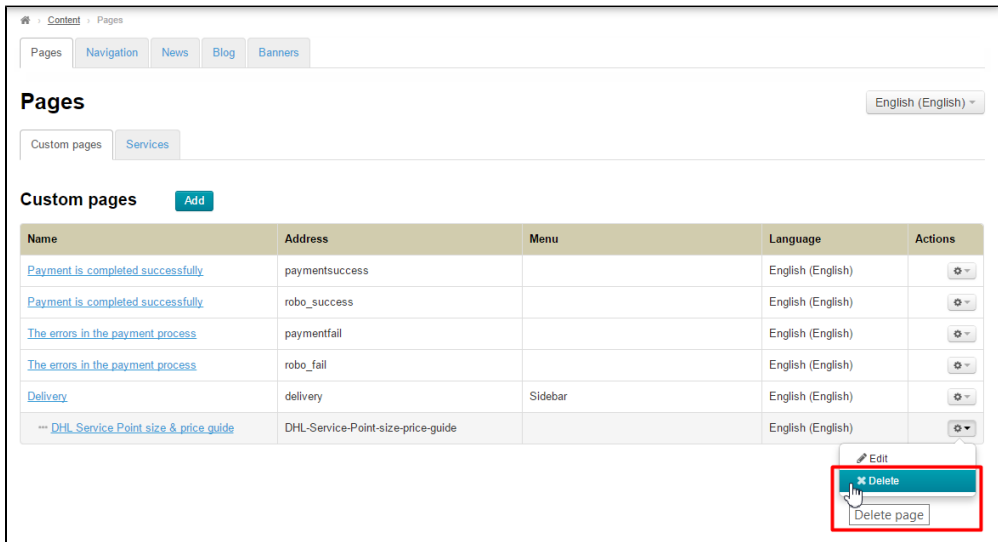 Content › Pages
Pages Navigation News Blog Banners
Pages English (English)
Custom pages Services
Custom pages Add
Name Address Menu Language Actions
Payment is completed successfully paymentsuccess English (English)
Payment is completed successfully robo_success English (English)
The errors in the payment process paymentfail English (English)
The errors in the payment process robo_fail English (English)
Delivery delivery Sidebar English (English)
DHL Service Point size & price guide DHL-Service-Point-size-price-guide English (English)
Edit
Delete
Delete page